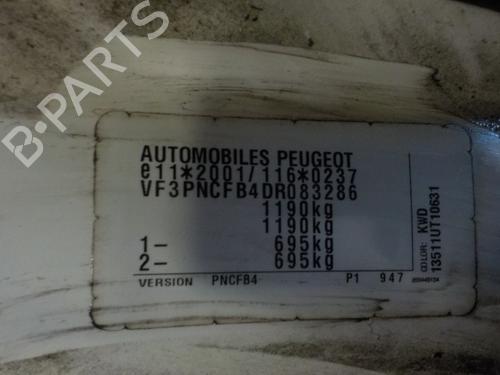 B-PARTS
AUTOMOBILES PEUGEOT
e11*2001/116*0237
VF3PNCFB4DR083286
1190kg
1190kg
1- 695kg
2- 695kg
VERSION PNCFB4 P1 947
COLOR: KWD
13511UT10631